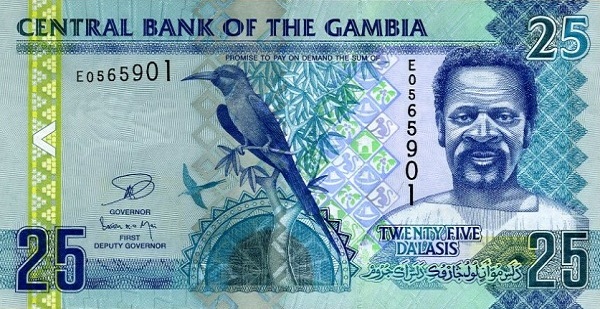 CENTRAL BANK OF THE GAMBIA
25
PROMISE TO PAY ON DEMAND THE SUM OF
E0565901
E0565901
GOVERNOR
FIRST
DEPUTY GOVERNOR
TWENTY FIVE
DALASIS
25
25